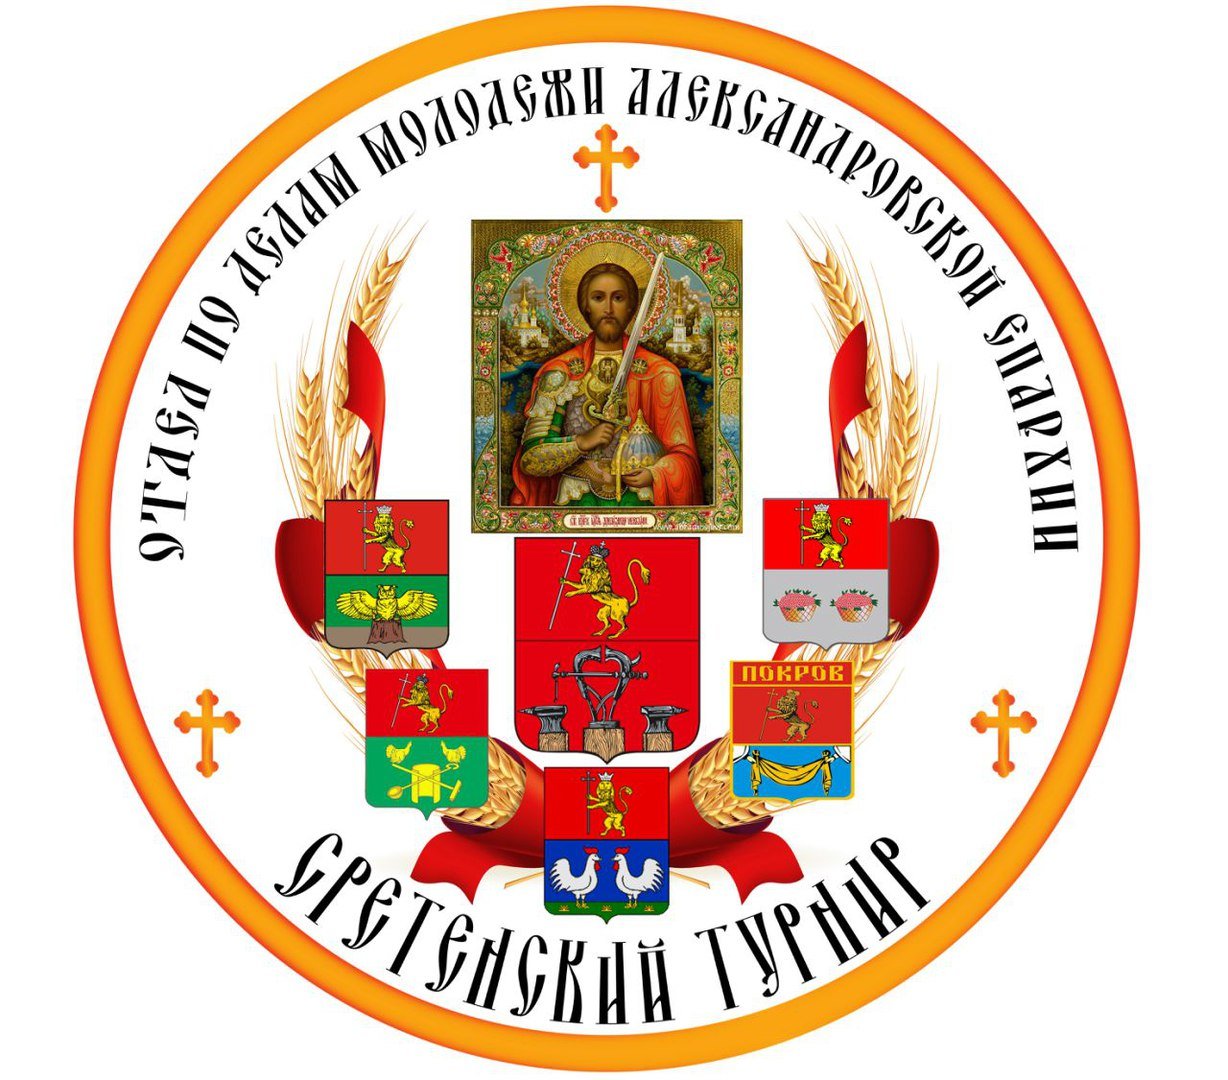 ОТДЕЛ ПО ДЕЛАМ МОЛОДЕЖИ АЛЕКСАНДРОВСКОЙ ЕПАРХИИ
ПОКРОВ
СРЕТЕНСКИЙ ТУРНИР